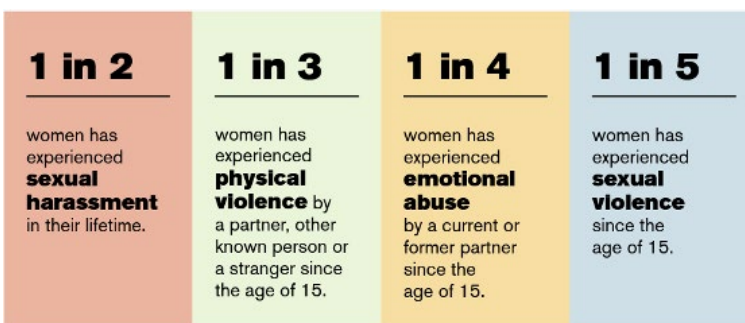 1 in 2
women has
experienced
sexual
harassment
in their lifetime.
1 in 3
women has
experienced
physical
violence by
a partner, other
known person or
a stranger since
the age of 15.
1 in 4
women has
experienced
emotional
abuse
by a current or
former partner
since the
age of 15.
1 in 5
women has
experienced
sexual
violence
since the
age of 15.